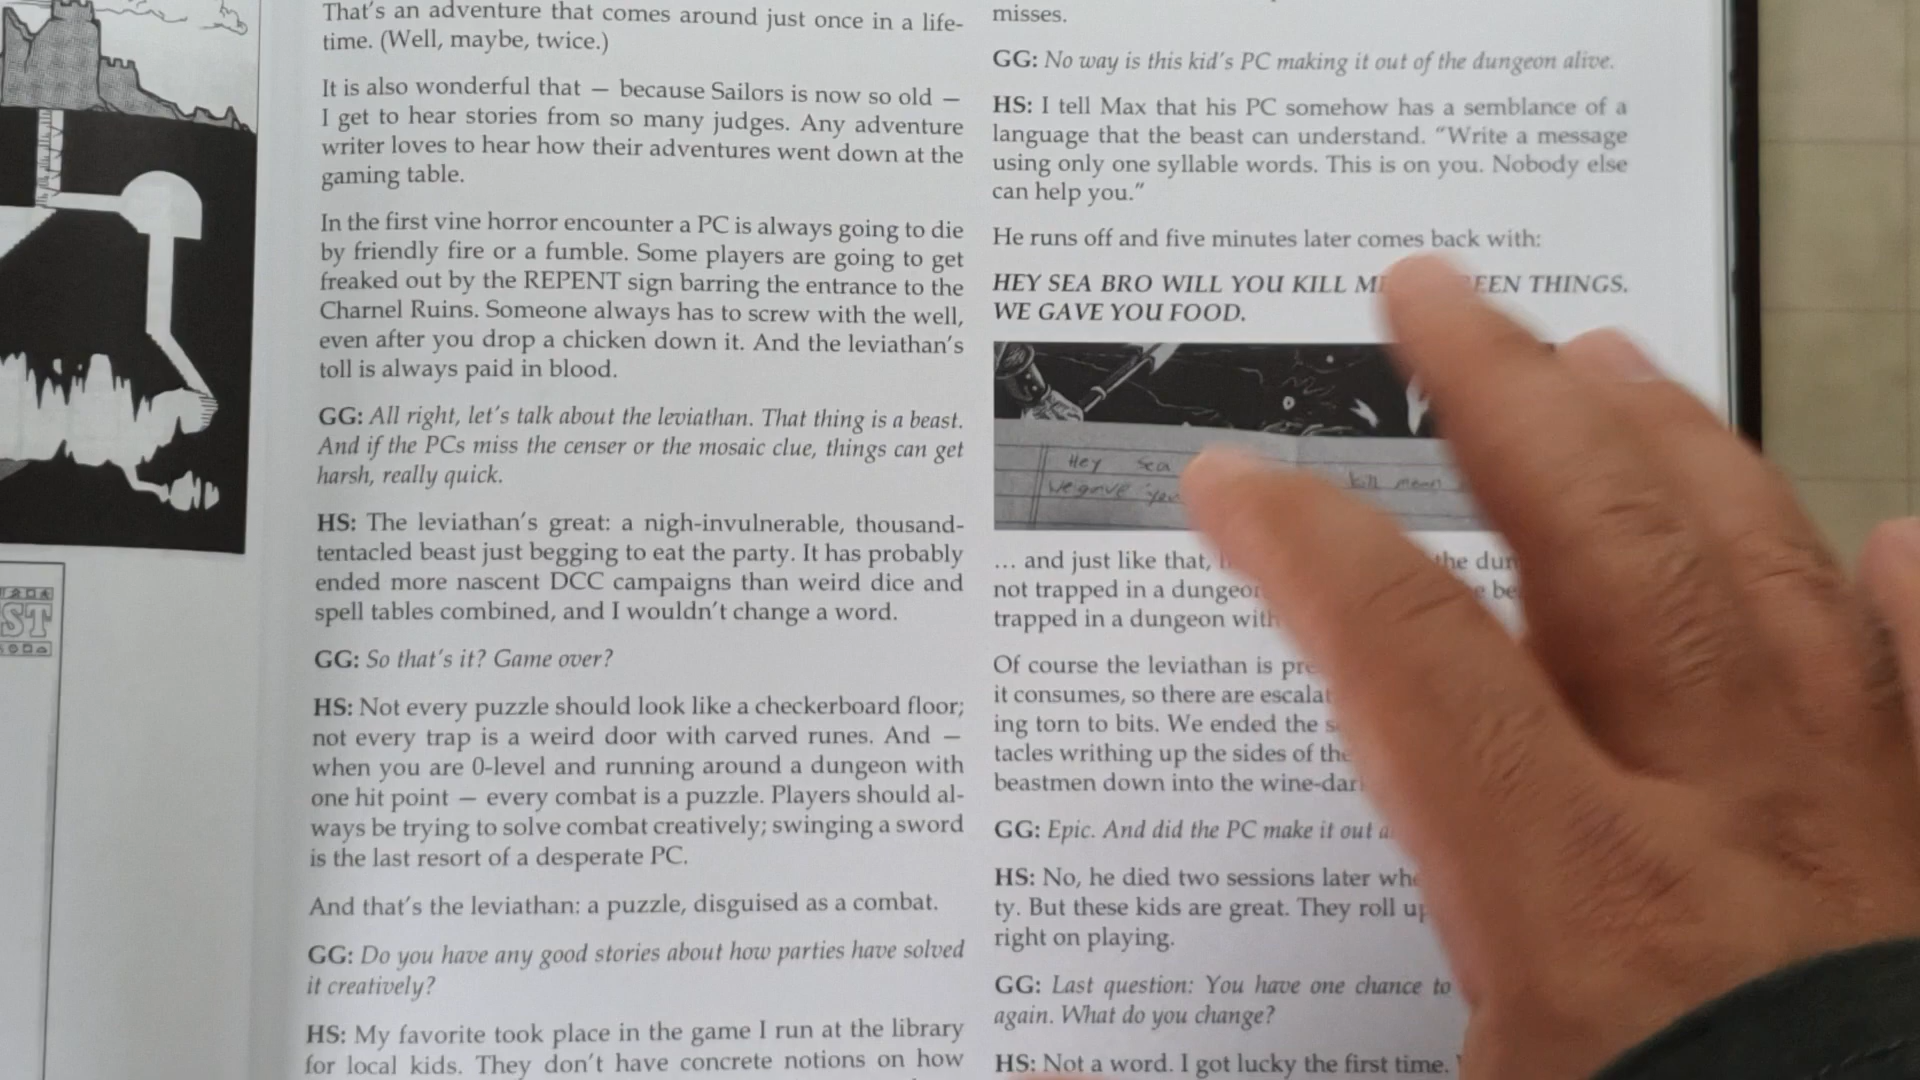 ST
That's an adventure that comes around just once in a life-
time. (Well, maybe, twice.)
It is also wonderful that — because Sailors is now so old —
I get to hear stories from so many judges. Any adventure
writer loves to hear how their adventures went down at the
gaming table.
In the first vine horror encounter a PC is always going to die
by friendly fire or a fumble. Some players are going to get
freaked out by the REPENT sign barring the entrance to the
Charnel Ruins. Someone always has to screw with the well,
even after you drop a chicken down it. And the leviathan's
toll is always paid in blood.
GG: All right, let's talk about the leviathan. That thing is a beast.
And if the PCs miss the censer or the mosaic clue, things can get
harsh, really quick.
HS: The leviathan's great: a nigh-invulnerable, thousand-
tentacled beast just begging to eat the party. It has probably
ended more nascent DCC campaigns than weird dice and
spell tables combined, and I wouldn't change a word.
GG: So that's it? Game over?
HS: Not every puzzle should look like a checkerboard floor;
not every trap is a weird door with carved runes. And —
when you are 0-level and running around a dungeon with
one hit point — every combat is a puzzle. Players should al-
ways be trying to solve combat creatively; swinging a sword
is the last resort of a desperate PC.
And that's the leviathan: a puzzle, disguised as a combat.
GG: Do you have any good stories about how parties have solved
it creatively?
HS: My favorite took place in the game I run at the library
for local kids. They don't have concrete notions on how
misses.
GG: No way is this kid's PC making it out of the dungeon alive.
HS: I tell Max that his PC somehow has a semblance of a
language that the beast can understand. "Write a message
using only one syllable words. This is on you. Nobody else
can help you."
He runs off and five minutes later comes back with:
HEY SEA BRO WILL YOU KILL THINGS.
WE GAVE YOU FOOD.
Hey Sea
kill mean
We gave you
... and just like that, the
not trapped in a
trapped in a dungeon with
Of course the leviathan is
it consumes, so there are
ing torn to bits. We ended the
tacles writhing up the sides of the
beastmen down into the
GG: Epic. And did the PC make it out
HS: No, he died two sessions later
ty. But these kids are great. They roll
right on playing.
GG: Last question: You have one chance to
again. What do you change?
HS: Not a word. I got lucky the first time.